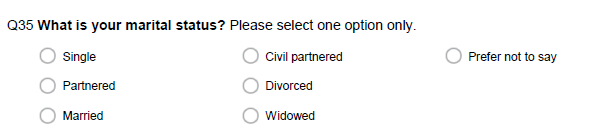 Q35 What is your marital status? Please select one option only.
Single
Partnered
Married
Civil partnered
Divorced
Widowed
Prefer not to say